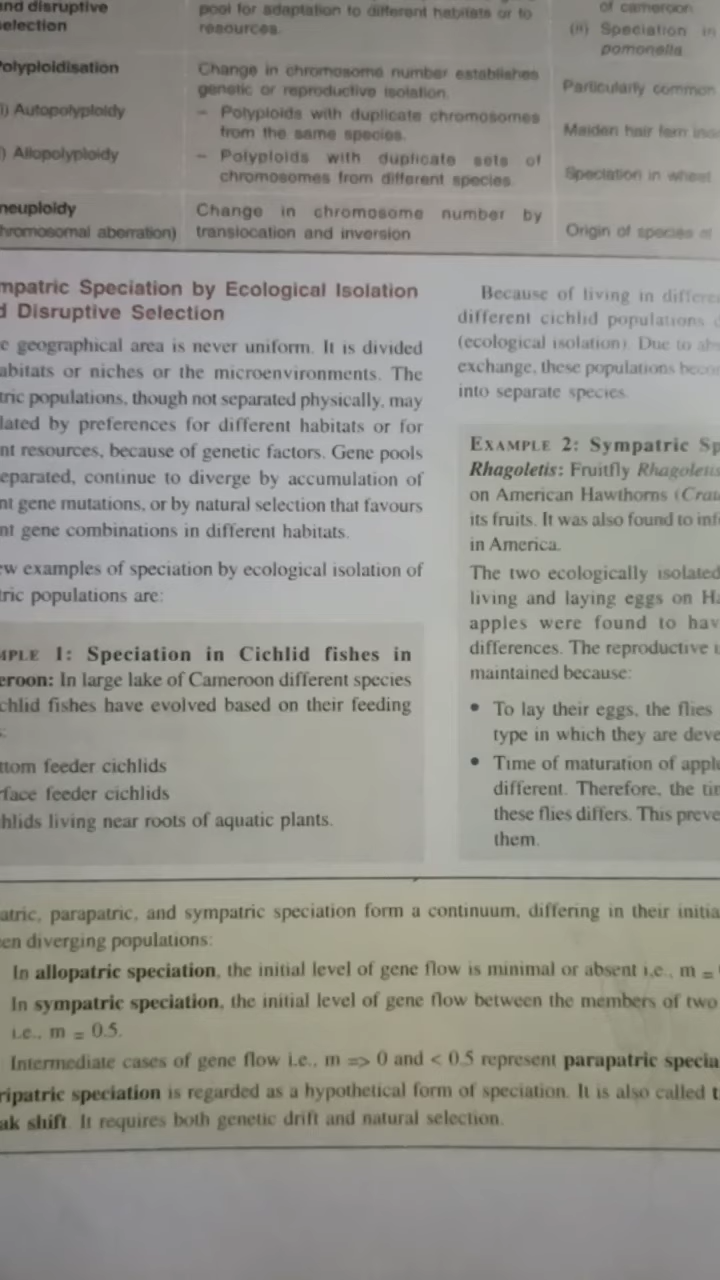 nd disruptive
election
pool for adaptation to different habitats or to
resources.
of cameroon
(ii) Speciation in
pomonella
olyploidisation
Change in chromosome number establishes
genetic or reproductive isolation.
Particularly common
i) Autopolyploidy
– Polyploids with duplicate chromosomes
from the same species.
Maiden hair fern
) Allopolyploidy
– Polyploids with duplicate sets of
chromosomes from different species.
Speciation in wheat
neuploidy
hromosomal aberration)
Change in chromosome number by
translocation and inversion
Origin of species of
mpatric Speciation by Ecological Isolation
d Disruptive Selection
e geographical area is never uniform. It is divided
abitats or niches or the microenvironments. The
tric populations, though not separated physically, may
lated by preferences for different habitats or for
nt resources, because of genetic factors. Gene pools
eparated, continue to diverge by accumulation of
nt gene mutations, or by natural selection that favours
nt gene combinations in different habitats.
ew examples of speciation by ecological isolation of
tric populations are:
MPLE 1: Speciation in Cichlid fishes in
eroon: In large lake of Cameroon different species
chlid fishes have evolved based on their feeding
s:
ttom feeder cichlids
rface feeder cichlids
hlids living near roots of aquatic plants.
Because of living in differe
different cichlid populations
(ecological isolation). Due to abs
exchange, these populations becom
into separate species.
EXAMPLE 2: Sympatric Sp
Rhagoletis: Fruitfly Rhagoletis
on American Hawthorns (Crat
its fruits. It was also found to inf
in America.
The two ecologically isolated
living and laying eggs on Ha
apples were found to hav
differences. The reproductive i
maintained because:
• To lay their eggs, the flies
type in which they are deve
• Time of maturation of apple
different. Therefore, the tim
these flies differs. This preve
them.
atric, parapatric, and sympatric speciation form a continuum, differing in their initia
en diverging populations:
In allopatric speciation, the initial level of gene flow is minimal or absent i.e., m =
In sympatric speciation, the initial level of gene flow between the members of two
i.e., m = 0.5.
Intermediate cases of gene flow i.e., m => 0 and < 0.5 represent parapatric specia
ripatric speciation is regarded as a hypothetical form of speciation. It is also called t
ak shift. It requires both genetic drift and natural selection.